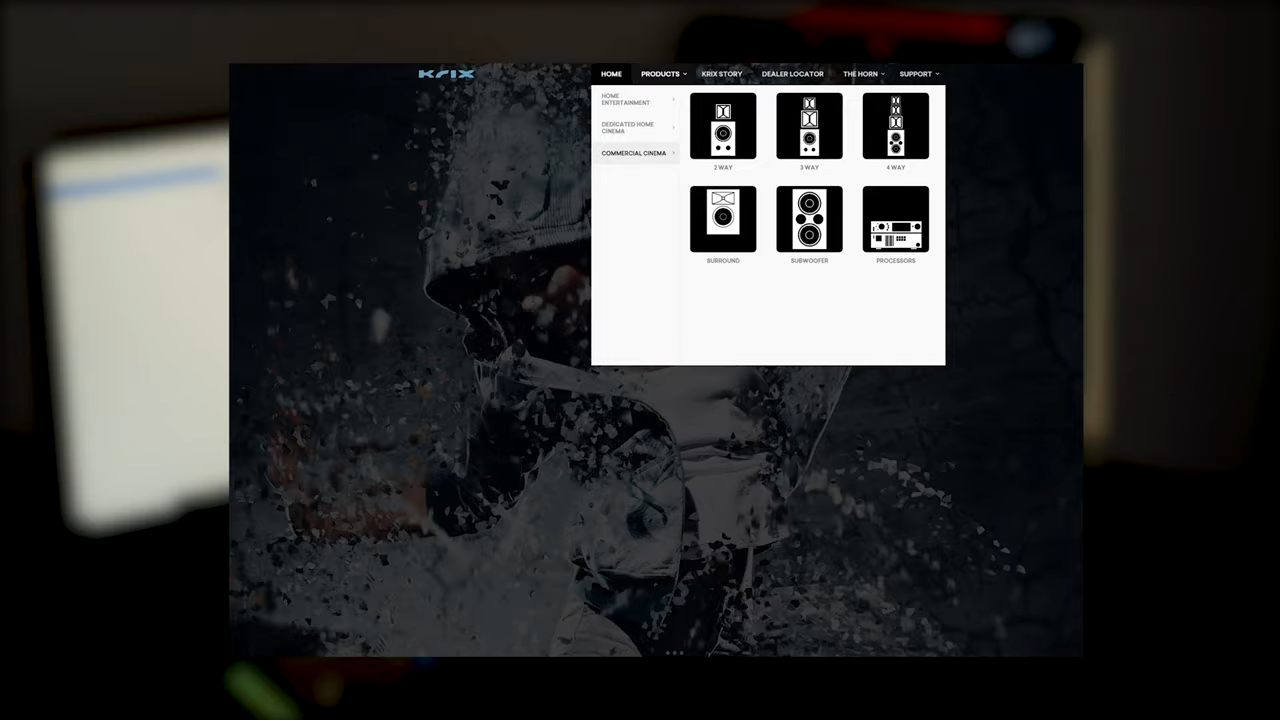 KRIX
HOME PRODUCTS KRIX STORY DEALER LOCATOR THE HORN SUPPORT
HOME
ENTERTAINMENT
DEDICATED HOME
CINEMA
COMMERCIAL CINEMA
2 WAY 3 WAY 4 WAY
SURROUND SUBWOOFER PROCESSORS